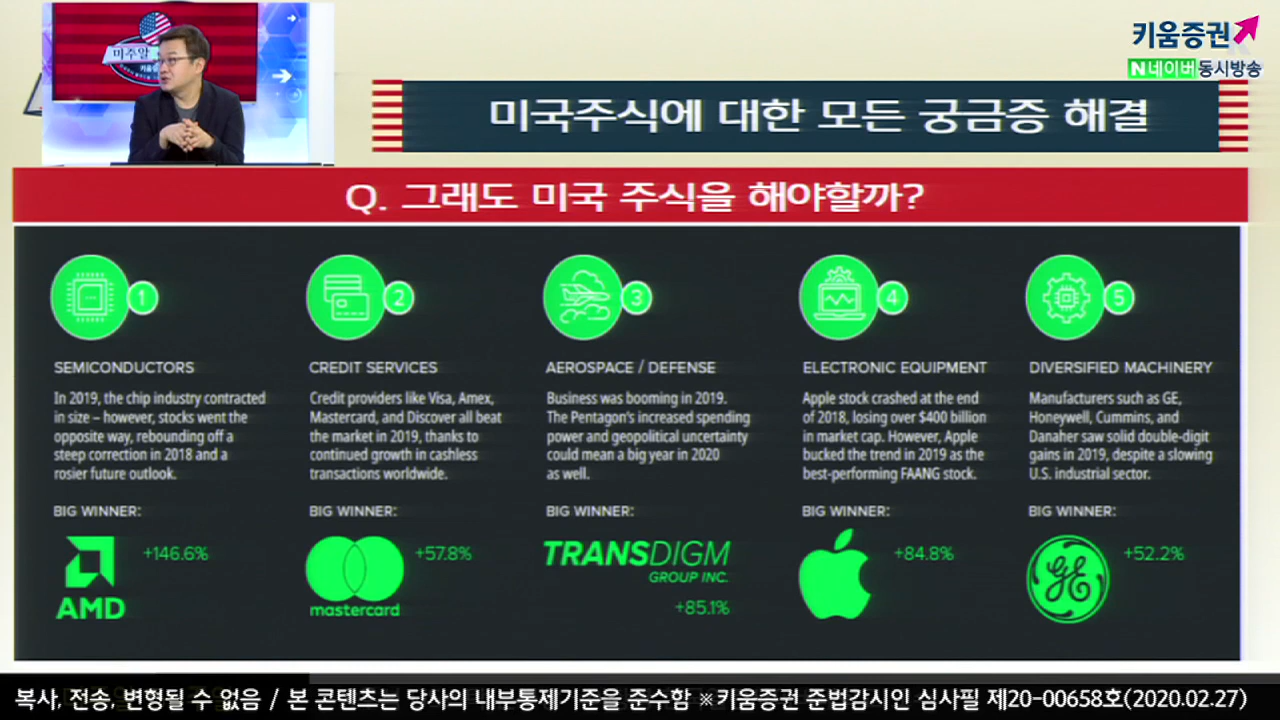 미주알
키움증권
N 네이버 동시방송
미국주식에 대한 모든 궁금증 해결
Q. 그래도 미국 주식을 해야할까?
1
2
3
4
5
SEMICONDUCTORS
In 2019, the chip industry contracted
in size – however, stocks went the
opposite way, rebounding off a
steep correction in 2018 and a
rosier future outlook.
BIG WINNER:
AMD
+146.6%
CREDIT SERVICES
Credit providers like Visa, Amex,
Mastercard, and Discover all beat
the market in 2019, thanks to
continued growth in cashless
transactions worldwide.
BIG WINNER:
mastercard
+57.8%
AEROSPACE / DEFENSE
Business was booming in 2019.
The Pentagon's increased spending
power and geopolitical uncertainty
could mean a big year in 2020
as well.
BIG WINNER:
TRANSDIGM
GROUP INC.
+85.1%
ELECTRONIC EQUIPMENT
Apple stock crashed at the end
of 2018, losing over $400 billion
in market cap. However, Apple
bucked the trend in 2019 as the
best-performing FAANG stock.
BIG WINNER:
+84.8%
DIVERSIFIED MACHINERY
Manufacturers such as GE,
Honeywell, Cummins, and
Danaher saw solid double-digit
gains in 2019, despite a slowing
U.S. industrial sector.
BIG WINNER:
GE
+52.2%
복사, 전송, 변형될 수 없음 / 본 콘텐츠는 당사의 내부통제기준을 준수함 ※키움증권 준법감시인 심사필 제20-00658호(2020.02.27)